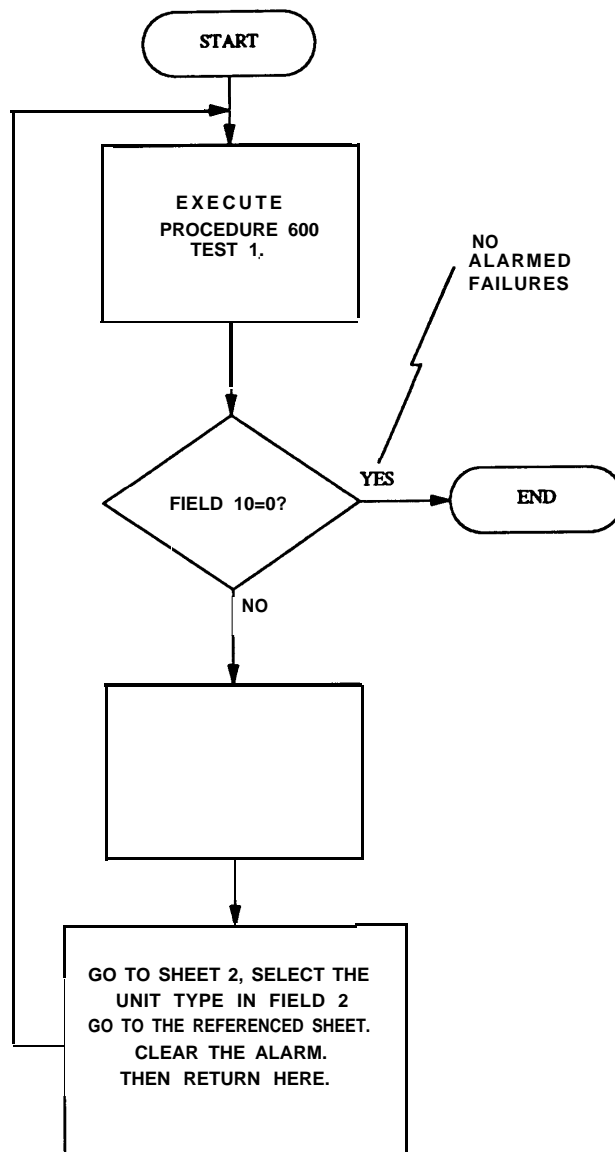 START
EXECUTE
PROCEDURE 600
TEST 1.
NO
ALARMED
FAILURES
FIELD 10=0?
YES
END
NO
GO TO SHEET 2, SELECT THE
UNIT TYPE IN FIELD 2
GO TO THE REFERENCED SHEET.
CLEAR THE ALARM.
THEN RETURN HERE.